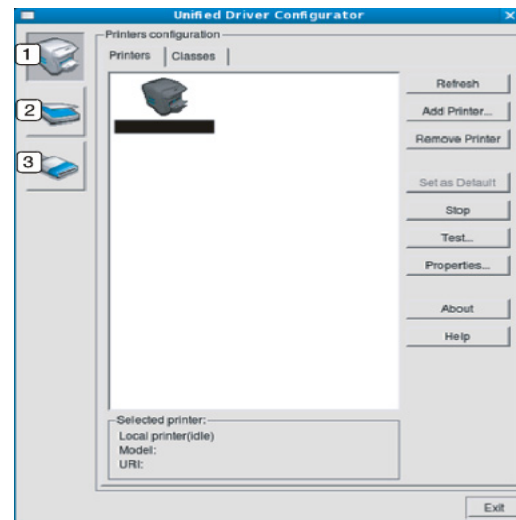 Unified Driver Configurator
1
2
3
Printers configuration
Printers
Classes
Refresh
Add Printer...
Remove Printer
Set as Default
Stop
Test...
Properties...
About
Help
Selected printer:
Local printer(idle)
Model:
URI:
Exit